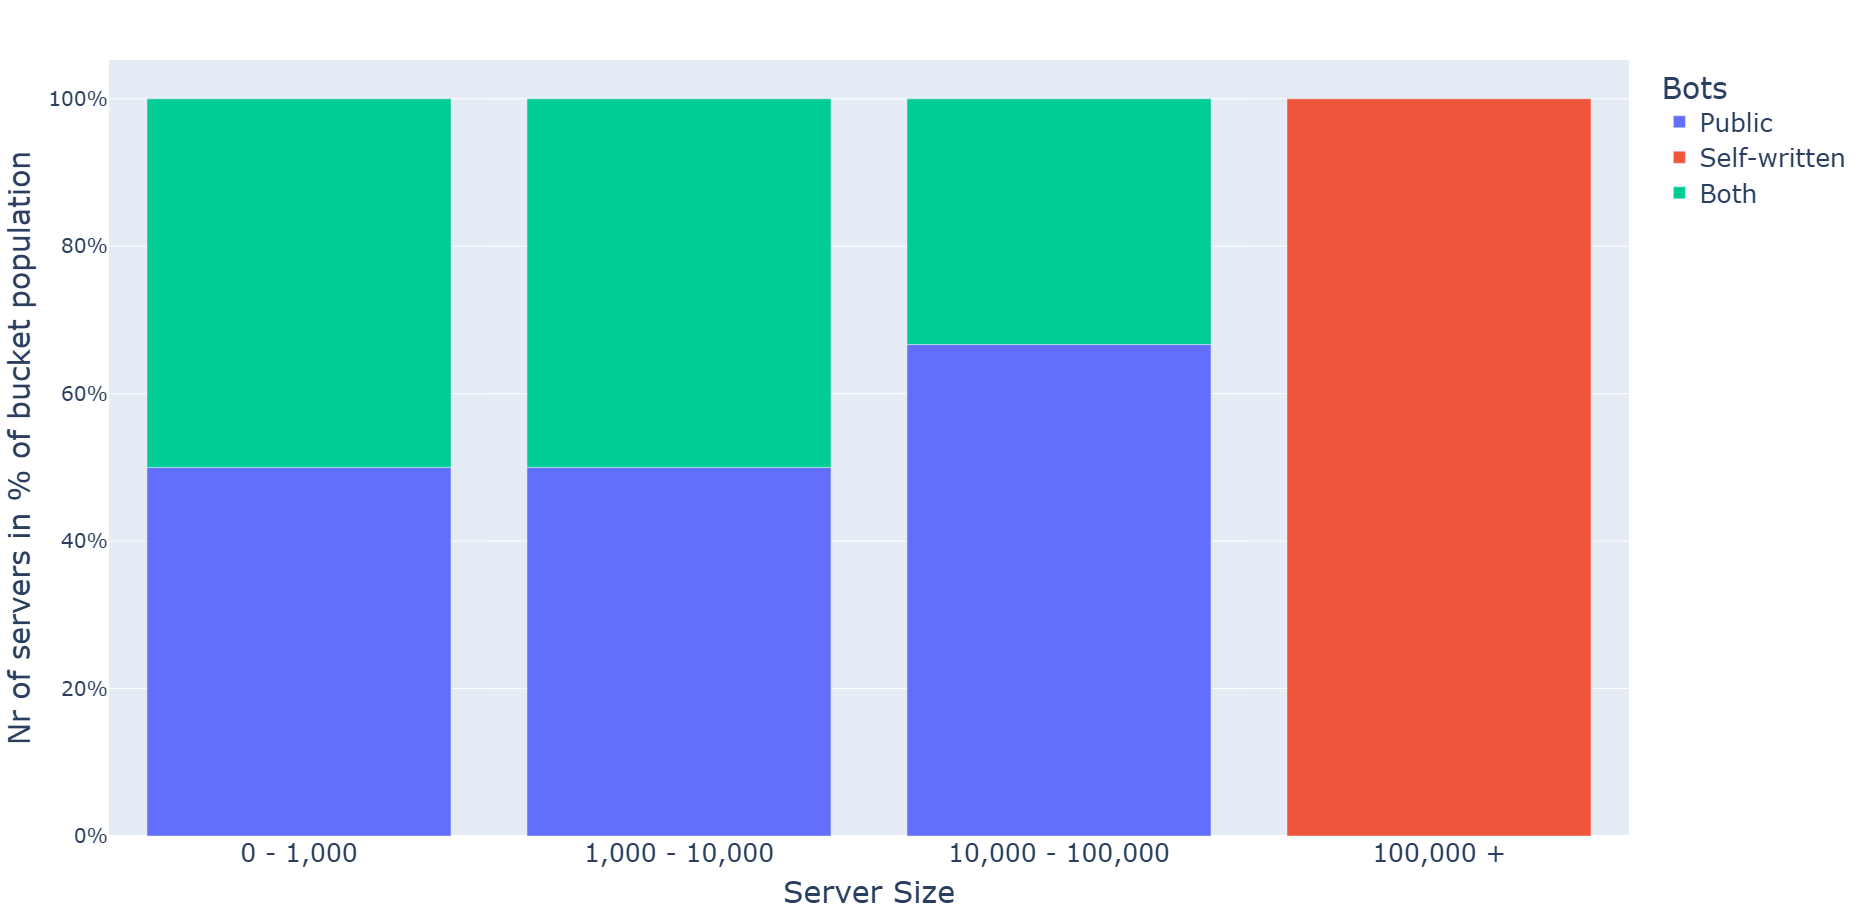 Nr of servers in % of bucket population
100%
80%
60%
40%
20%
0%
0 - 1,000
1,000 - 10,000
10,000 - 100,000
100,000 +
Server Size
Bots
Public
Self-written
Both